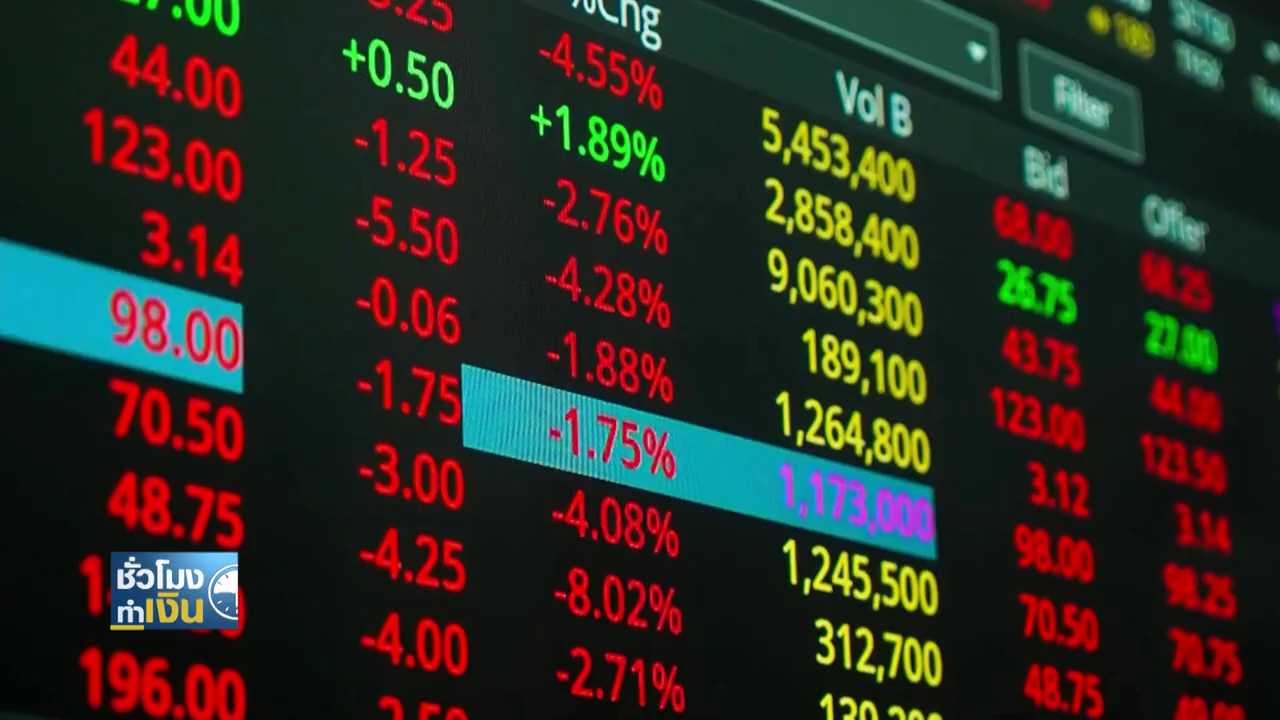 %Chg Vol B Bid Offer
Filter
3.25 -4.55% 5,453,400 68.00 68.25
+0.50 +1.89% 2,858,400 26.75 27.00
44.00 -1.25 -2.76% 9,060,300 43.75 44.00
123.00 -5.50 -4.28% 189,100 123.00 123.50
3.14 -0.06 -1.88% 1,264,800 3.12 3.14
98.00 -1.75 -1.75% 1,173,000 98.00 98.25
70.50 -3.00 -4.08% 1,245,500 70.50 70.75
48.75 -4.25 -8.02% 312,700 48.75
-4.00 -2.71%
196.00
ชั่วโมง
ทำเงิน